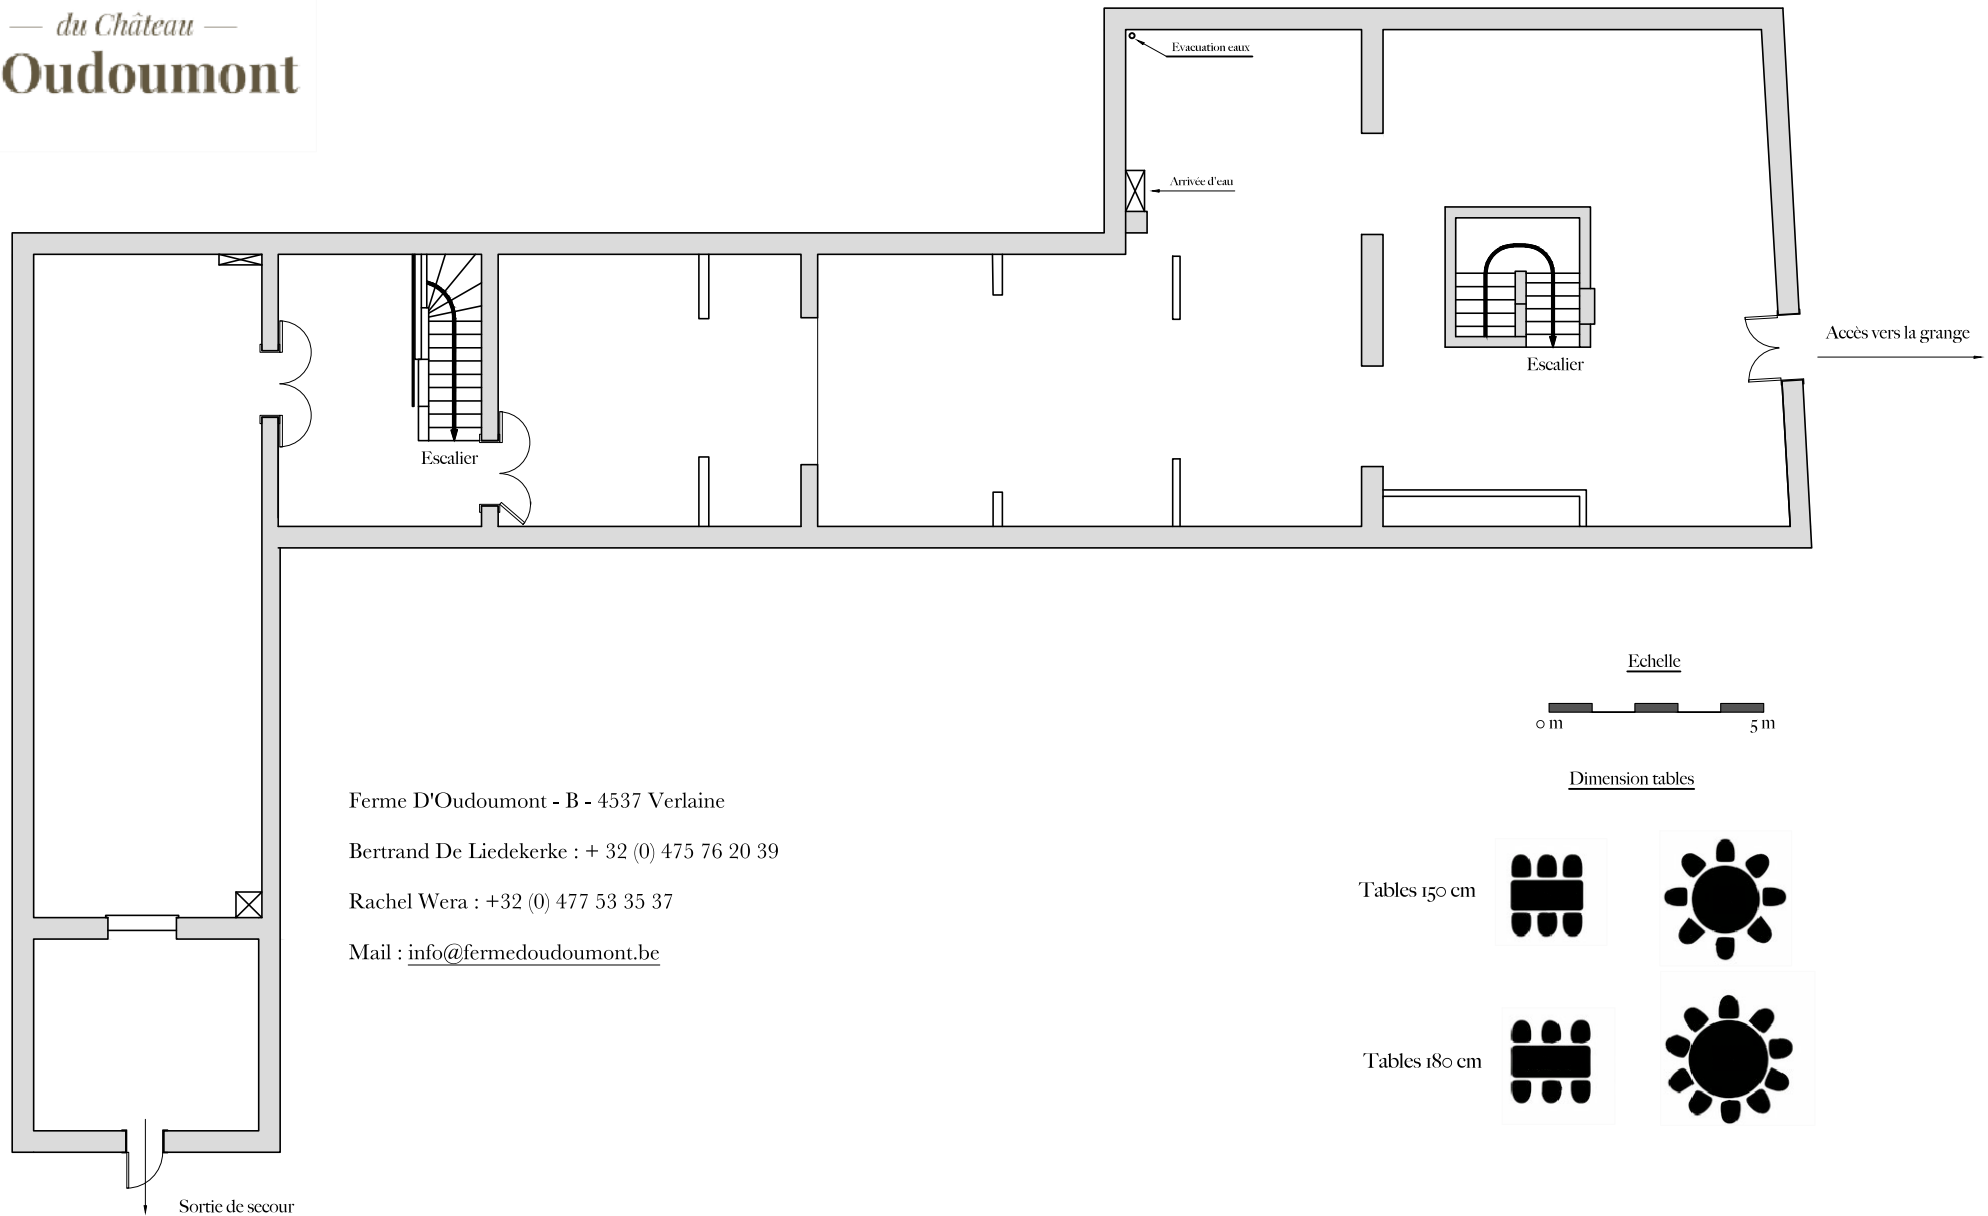 du Château
Oudoumont
Evacuation eaux
Arrivée d'eau
Accès vers la grange
Escalier
Escalier
Echelle
0 m
5 m
Dimension tables
Ferme D'Oudoumont - B - 4537 Verlaine
Bertrand De Liedekerke : + 32 (0) 475 76 20 39
Rachel Wera : +32 (0) 477 53 35 37
Mail : info@fermedoudoumont.be
Tables 150 cm
Tables 180 cm
Sortie de secour